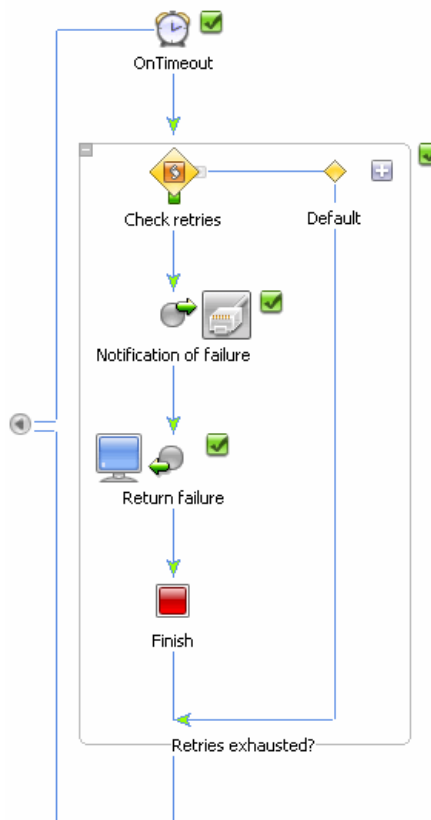 OnTimeout
Check retries
Default
Notification of failure
Return failure
Finish
Retries exhausted?